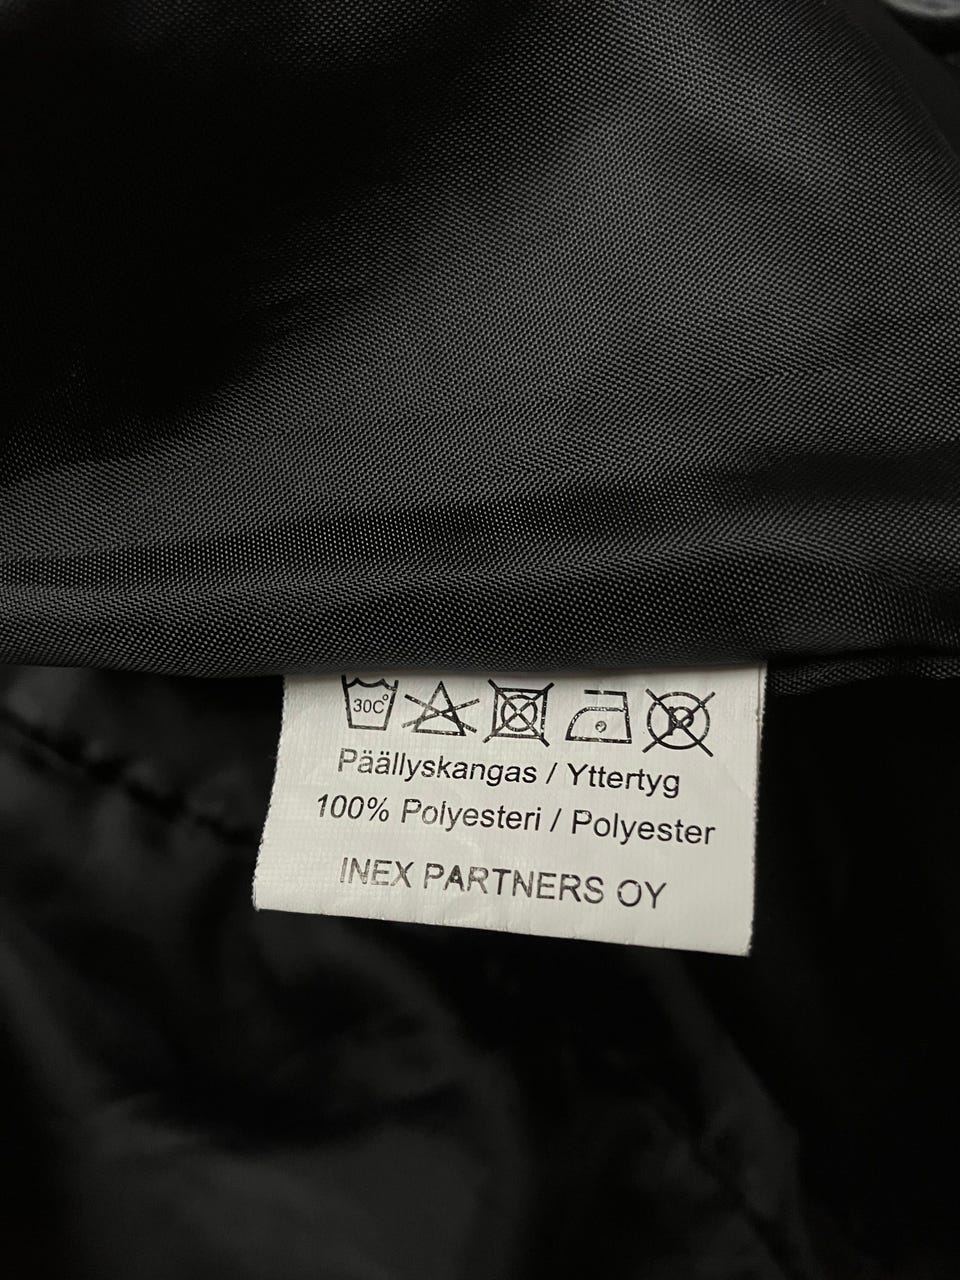 30C°
P
Päällyskangas / Yttertyg
100% Polyesteri / Polyester
INEX PARTNERS OY